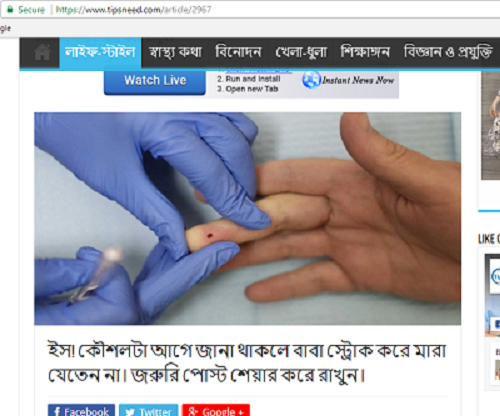 Secure | https://www.tipsneed.com/article/2967
gle
লাইফ-স্টাইল স্বাস্থ্য কথা বিনোদন খেলা-ধুলা শিক্ষাঙ্গন বিজ্ঞান ও প্রযুক্তি
Watch Live
2. Run and Install
3. Open new Tab
Instant News Now
LIKE
ইস! কৌশলটা আগে জানা থাকলে বাবা স্ট্রোক করে মারা
যেতেন না। জরুরি পোস্ট শেয়ার করে রাখুন।
Facebook Twitter Google +